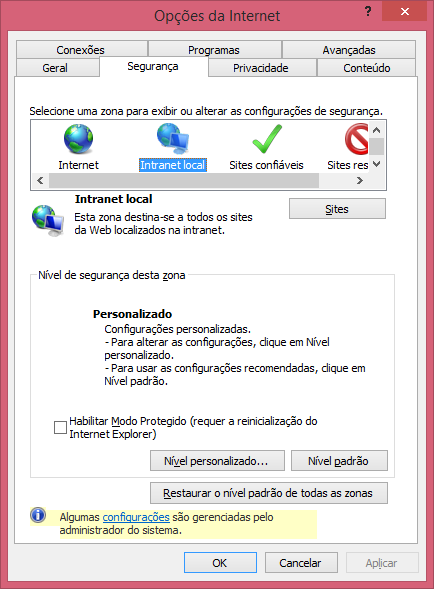 Opções da Internet
? ×
Conexões Programas Avançadas
Geral Segurança Privacidade Conteúdo
Selecione uma zona para exibir ou alterar as configurações de segurança.
Internet Intranet local Sites confiáveis Sites res
Intranet local
Esta zona destina-se a todos os sites
da Web localizados na intranet.
Sites
Nível de segurança desta zona
Personalizado
Configurações personalizadas.
- Para alterar as configurações, clique em Nível
personalizado.
- Para usar as configurações recomendadas, clique em
Nível padrão.
Habilitar Modo Protegido (requer a reinicialização do
Internet Explorer)
Nível personalizado... Nível padrão
Restaurar o nível padrão de todas as zonas
Algumas configurações são gerenciadas pelo
administrador do sistema.
OK Cancelar Aplicar